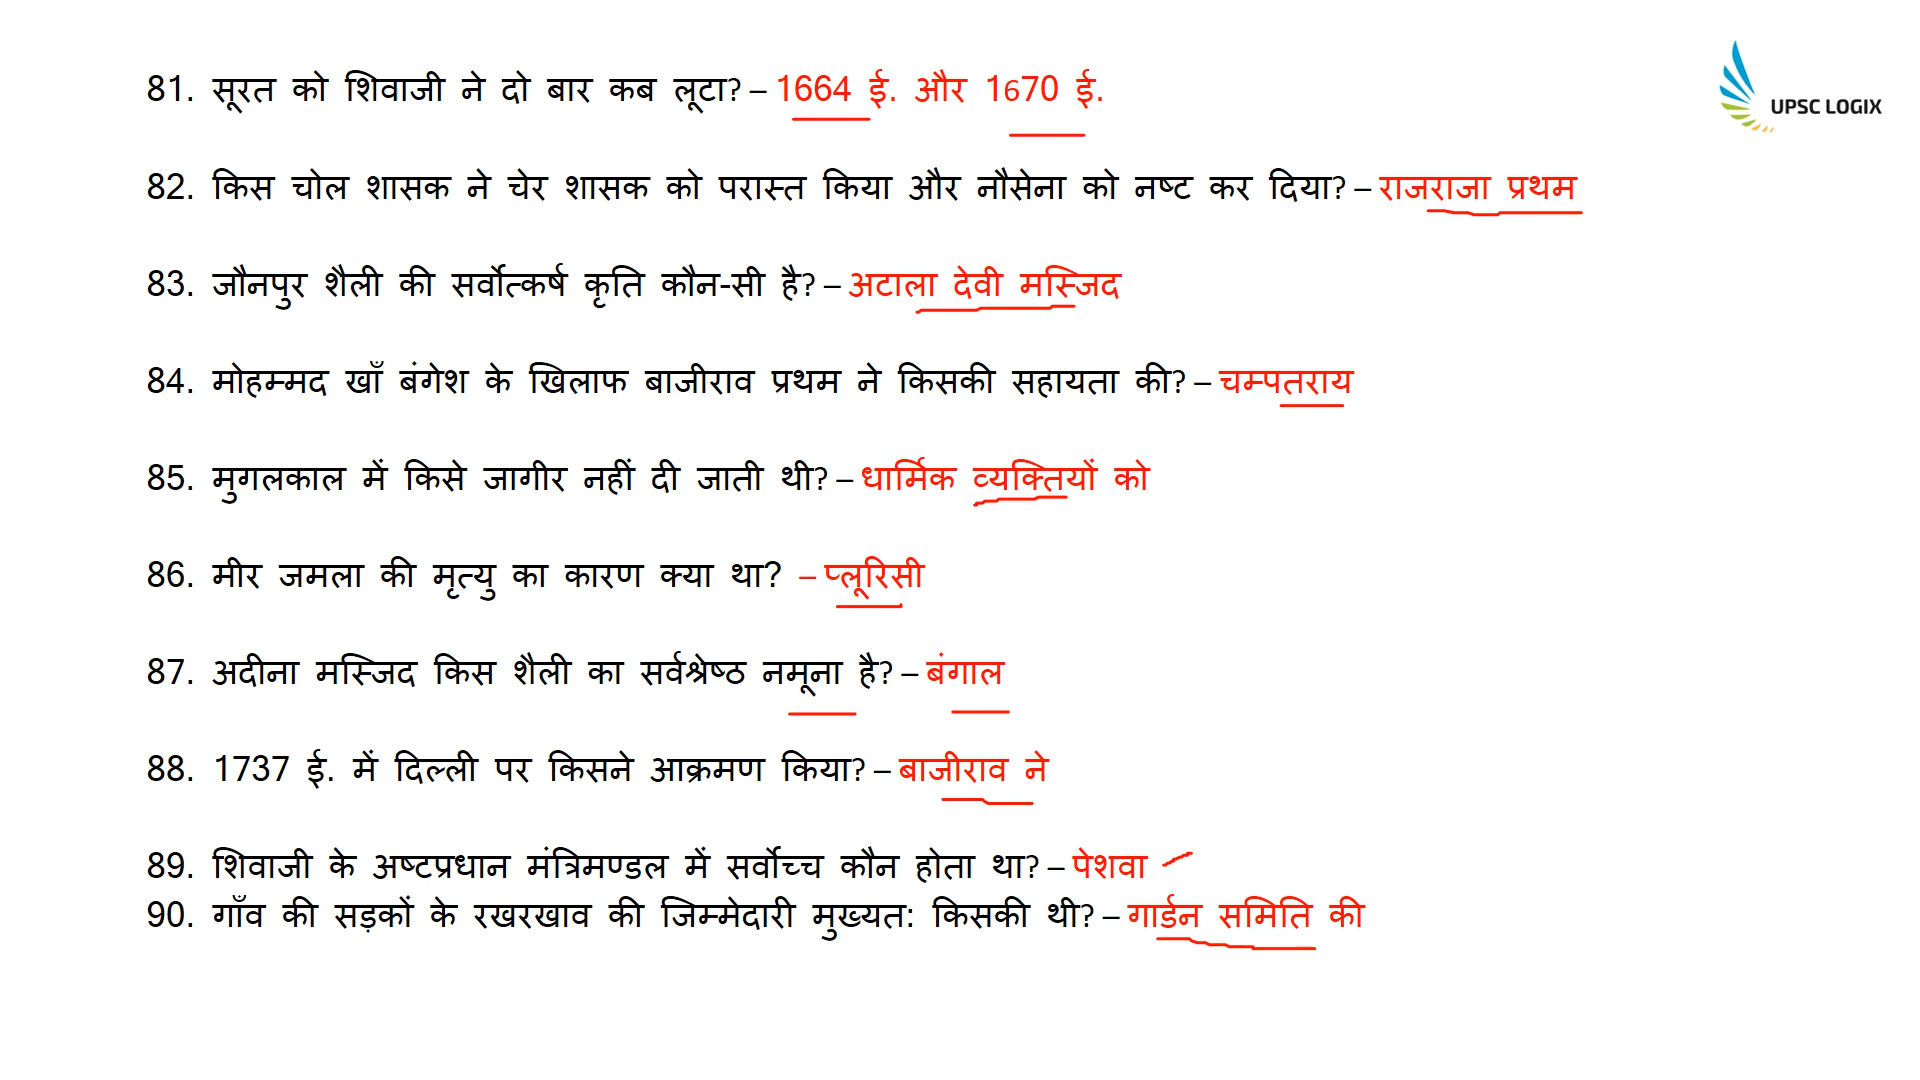 81. सूरत को शिवाजी ने दो बार कब लूटा? – 1664 ई. और 1670 ई.
UPSC LOGIX
82. किस चोल शासक ने चेर शासक को परास्त किया और नौसेना को नष्ट कर दिया? – राजराजा प्रथम
83. जौनपुर शैली की सर्वोत्कर्ष कृति कौन-सी है? – अटाला देवी मस्जिद
84. मोहम्मद खाँ बंगेश के खिलाफ बाजीराव प्रथम ने किसकी सहायता की? – चम्पतराय
85. मुगलकाल में किसे जागीर नहीं दी जाती थी? – धार्मिक व्यक्तियों को
86. मीर जमला की मृत्यु का कारण क्या था? – प्लूरिसी
87. अदीना मस्जिद किस शैली का सर्वश्रेष्ठ नमूना है? – बंगाल
88. 1737 ई. में दिल्ली पर किसने आक्रमण किया? – बाजीराव ने
89. शिवाजी के अष्टप्रधान मंत्रिमण्डल में सर्वोच्च कौन होता था? – पेशवा
90. गाँव की सड़कों के रखरखाव की जिम्मेदारी मुख्यत: किसकी थी? – गार्डन समिति की